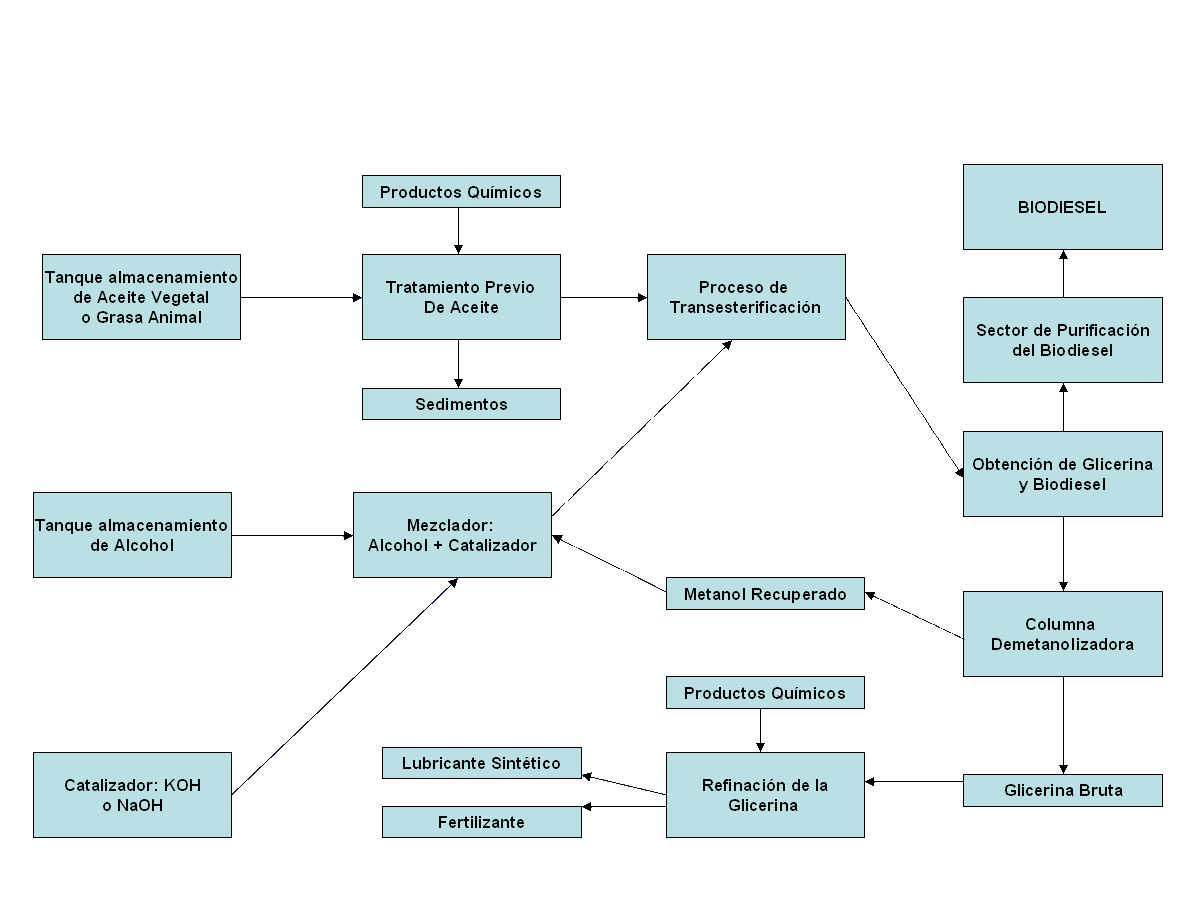 Productos Químicos
BIODIESEL
Tanque almacenamiento
de Aceite Vegetal
o Grasa Animal
Tratamiento Previo
De Aceite
Proceso de
Transesterificación
Sector de Purificación
del Biodiesel
Sedimentos
Obtención de Glicerina
y Biodiesel
Tanque almacenamiento
de Alcohol
Mezclador:
Alcohol + Catalizador
Metanol Recuperado
Columna
Demetanolizadora
Productos Químicos
Lubricante Sintético
Catalizador: KOH
o NaOH
Refinación de la
Glicerina
Glicerina Bruta
Fertilizante